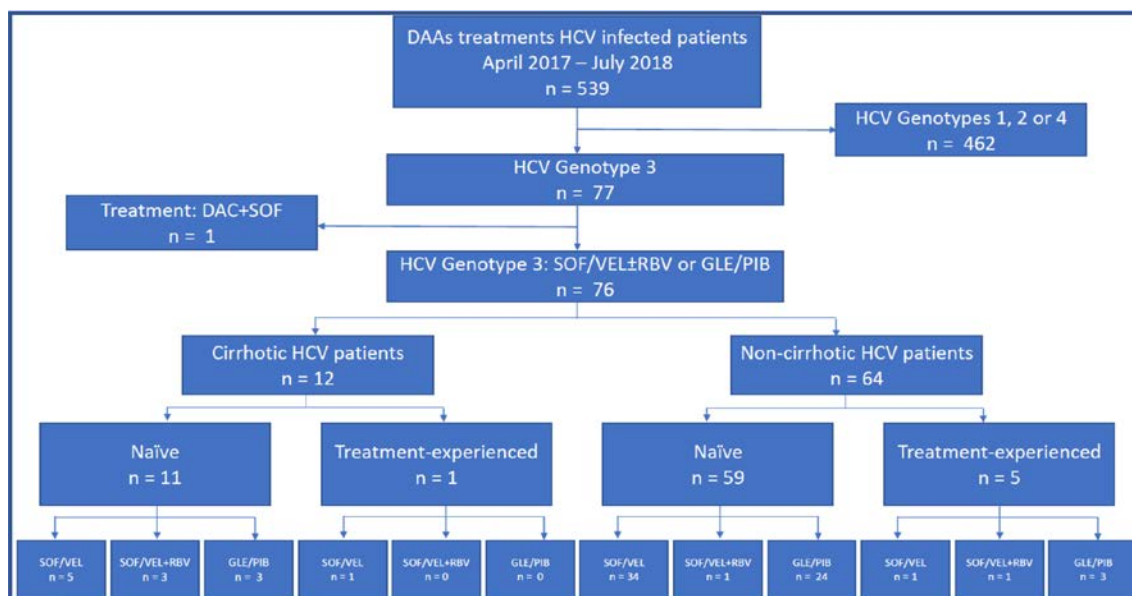 DAAs treatments HCV infected patients
April 2017 – July 2018
n = 539
HCV Genotypes 1, 2 or 4
n = 462
HCV Genotype 3
n = 77
Treatment: DAC+SOF
n = 1
HCV Genotype 3: SOF/VEL±RBV or GLE/PIB
n = 76
Cirrhotic HCV patients
n = 12
Non-cirrhotic HCV patients
n = 64
Naïve
n = 11
Treatment-experienced
n = 1
Naïve
n = 59
Treatment-experienced
n = 5
SOF/VEL
n = 5
SOF/VEL+RBV
n = 3
GLE/PIB
n = 3
SOF/VEL
n = 1
SOF/VEL+RBV
n = 0
GLE/PIB
n = 0
SOF/VEL
n = 34
SOF/VEL+RBV
n = 1
GLE/PIB
n = 24
SOF/VEL
n = 1
SOF/VEL+RBV
n = 1
GLE/PIB
n = 3